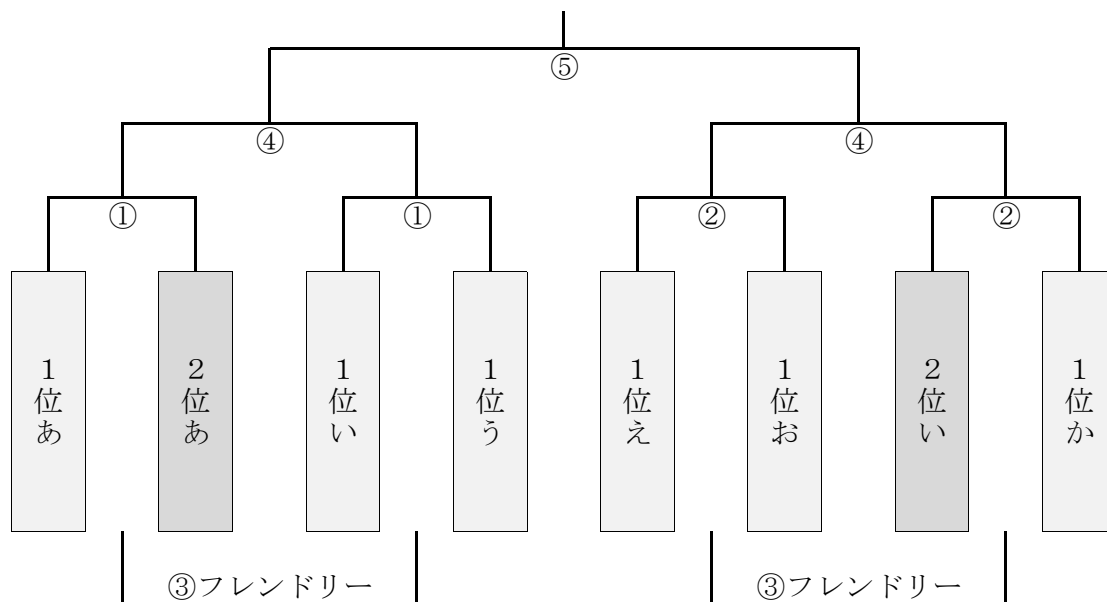 ⑤
④ ④
① ① ② ②
１位あ
２位あ
１位い
１位う
１位え
１位お
２位い
１位か
③フレンドリー ③フレンドリー